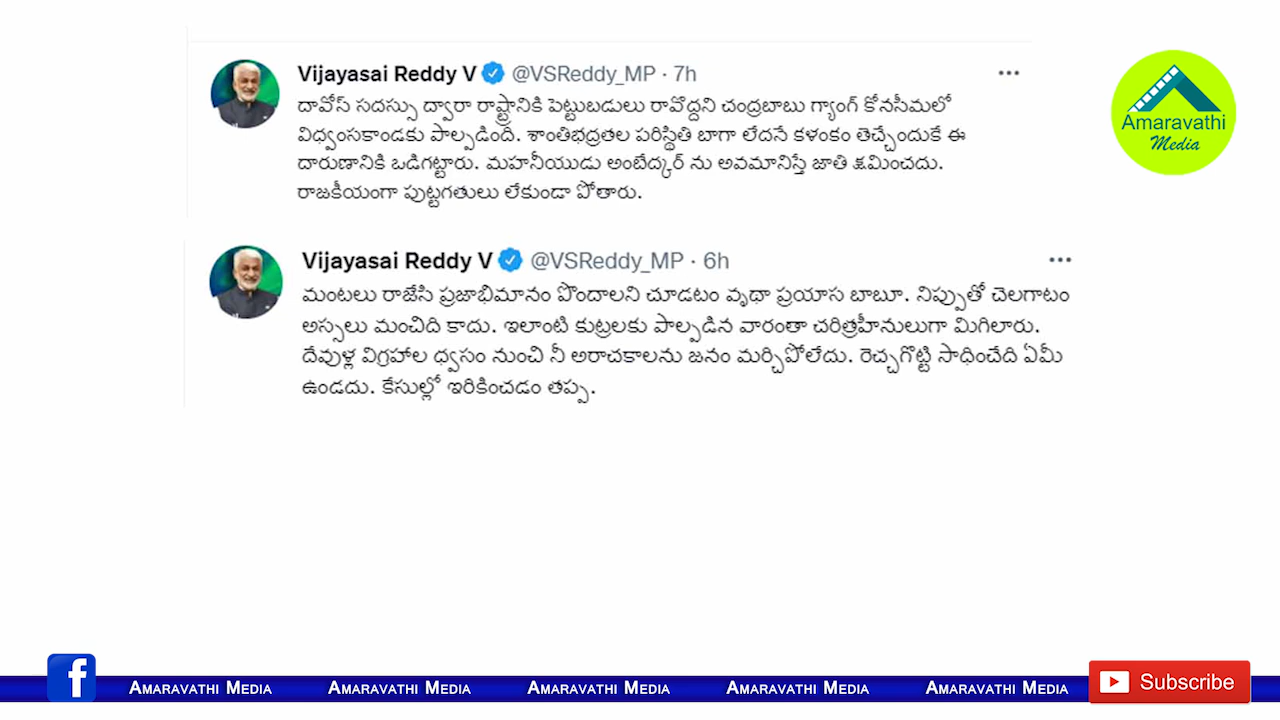 Vijayasai Reddy V @VSReddy_MP · 7h
దావోస్ సదస్సు ద్వారా రాష్ట్రానికి పెట్టుబడులు రావొద్దని చంద్రబాబు గ్యాంగ్ కోనసీమలో
విధ్వంసకాండకు పాల్పడింది. శాంతిభద్రతల పరిస్థితి బాగా లేదనే కళంకం తెచ్చేందుకే ఈ
దారుణానికి ఒడిగట్టారు. మహనీయుడు అంబేద్కర్ ను అవమానిస్తే జాతి క్షమించదు.
రాజకీయంగా పుట్టగతులు లేకుండా పోతారు.
Amaravathi
Media
Vijayasai Reddy V @VSReddy_MP · 6h
మంటలు రాజేసి ప్రజాభిమానం పొందాలని చూడటం వృథా ప్రయాస బాబూ. నిప్పుతో చెలగాటం
అస్సలు మంచిది కాదు. ఇలాంటి కుట్రలకు పాల్పడిన వారంతా చరిత్రహీనులుగా మిగిలారు.
దేవుళ్ల విగ్రహాల ధ్వసం నుంచి నీ అరాచకాలను జనం మర్చిపోలేదు. రెచ్చగొట్టి సాధించేది ఏమీ
ఉండదు. కేసుల్లో ఇరికించడం తప్ప.
f Amaravathi Media Amaravathi Media Amaravathi Media Amaravathi Media Amaravathi Media Subscribe